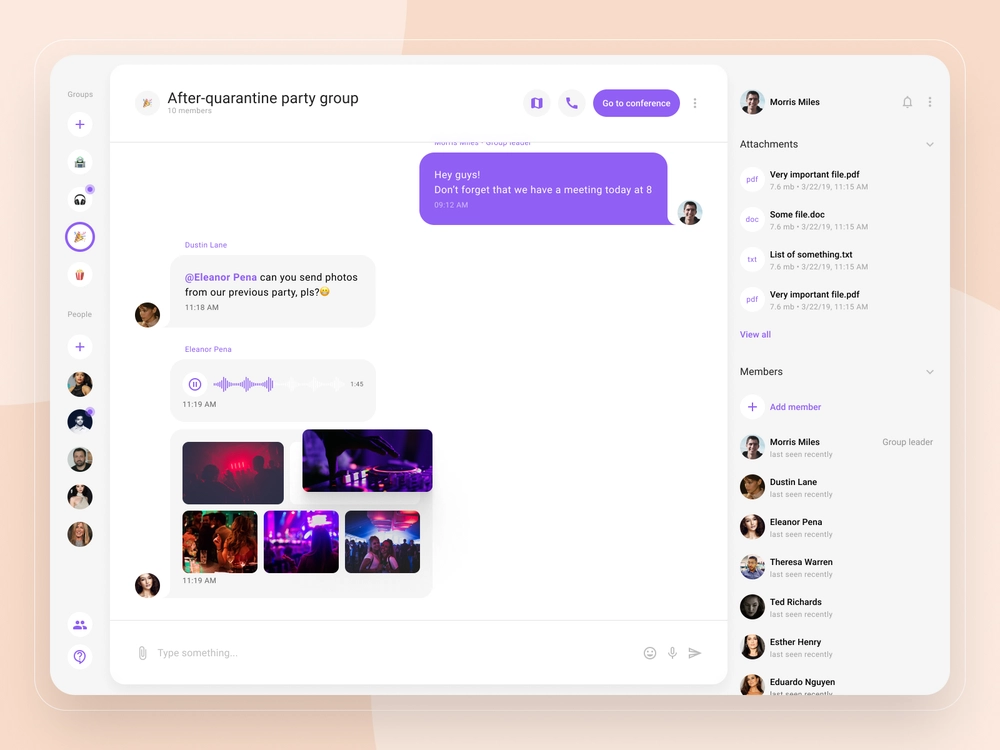 Groups
People
After-quarantine party group
10 members
Go to conference
Morris Miles • Group leader
Hey guys!
Don't forget that we have a meeting today at 8
09:12 AM
Dustin Lane
@Eleanor Pena can you send photos
from our previous party, pls?😋
11:18 AM
Eleanor Pena
1:45
11:19 AM
11:19 AM
Type something...
Morris Miles
Attachments
pdf
Very important file.pdf
7.6 mb • 3/22/19, 11:15 AM
doc
Some file.doc
7.6 mb • 3/22/19, 11:15 AM
txt
List of something.txt
7.6 mb • 3/22/19, 11:15 AM
pdf
Very important file.pdf
7.6 mb • 3/22/19, 11:15 AM
View all
Members
Add member
Morris Miles
Group leader
last seen recently
Dustin Lane
last seen recently
Eleanor Pena
last seen recently
Theresa Warren
last seen recently
Ted Richards
last seen recently
Esther Henry
last seen recently
Eduardo Nguyen
last seen recently